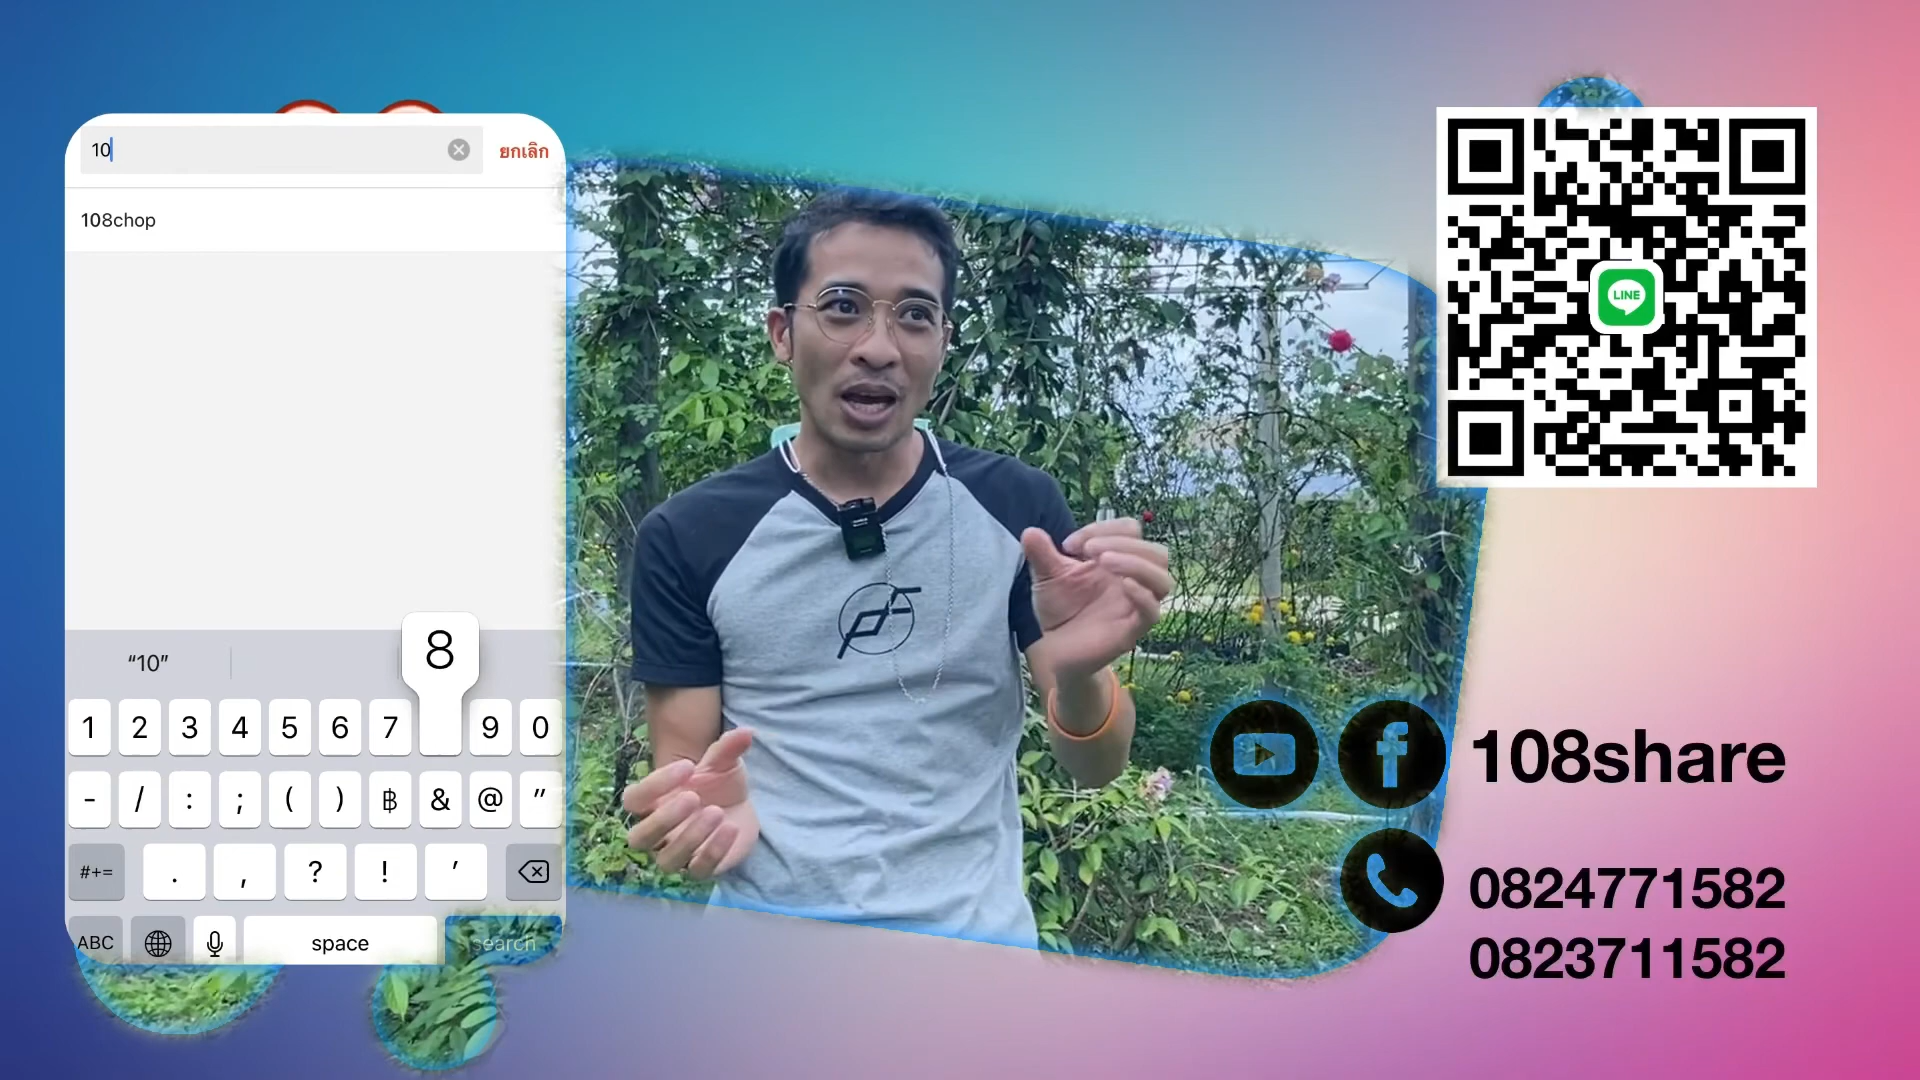 10
ยกเลิก
108chop
“10”
8
1 2 3 4 5 6 7 9 0
- / : ; ( ) ฿ & @ "
#+= . , ? ! '
ABC space search
LINE
108share
0824771582
0823711582